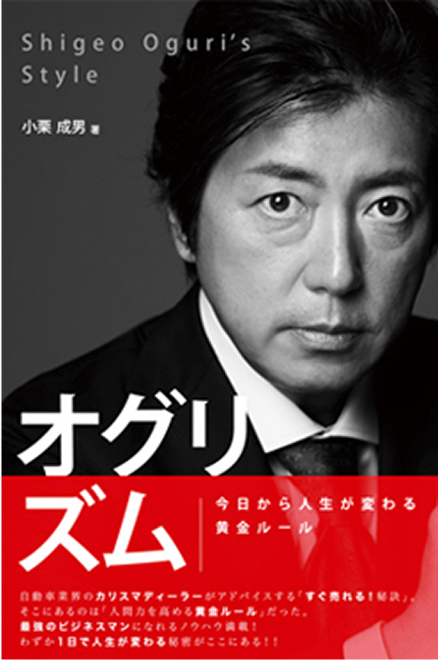 Shigeo Oguri's
Style
小栗 成男 著
オグリ
ズム
今日から人生が変わる
黄金ルール
自動車業界のカリスマディーラーがアドバイスする「すぐ売れる！秘訣」。
そこにあるのは「人間力を高める黄金ルール」だった。
最強のビジネスマンになれるノウハウ満載！
わずか1日で人生が変わる秘密がここにある！！